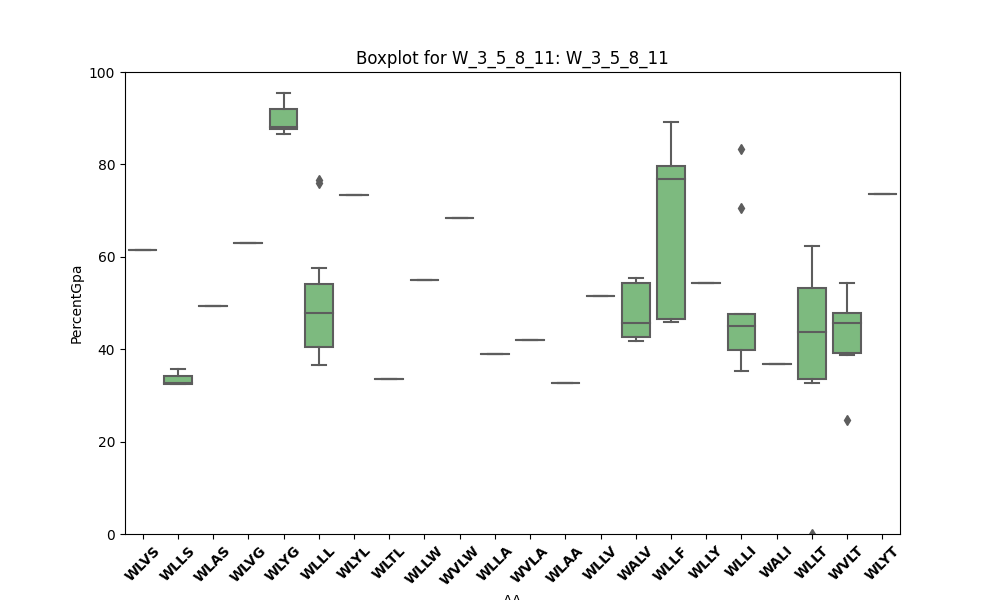 Boxplot for W_3_5_8_11: W_3_5_8_11
PercentGpa
100
80
60
40
20
0
WLVS WLLS WLAS WLVG WLYG WLLL WLYL WLTL WLLW WVLW WLLA WVLA WLAA WLLV WALV WLLF WLLY WLLI WALI WLLT WVLT WLYT
AA